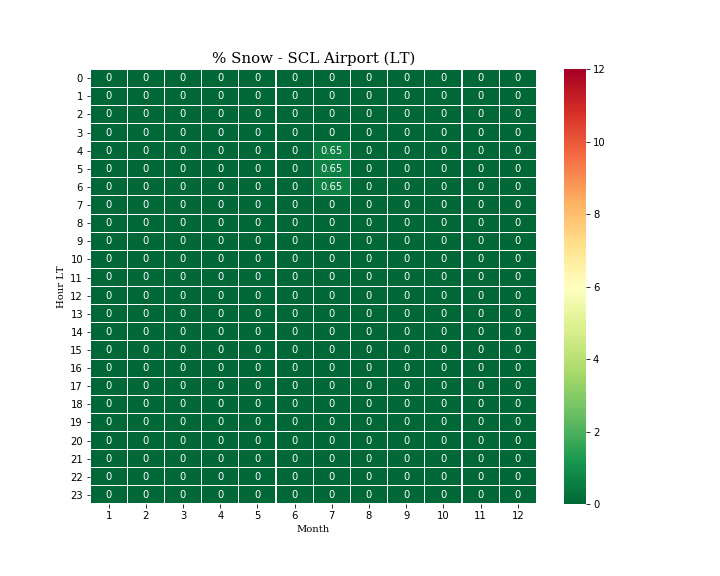 % Snow - SCL Airport (LT)
0 0 0 0 0 0 0 0 0 0 0 0 0
1 0 0 0 0 0 0 0 0 0 0 0 0
2 0 0 0 0 0 0 0 0 0 0 0 0
3 0 0 0 0 0 0 0 0 0 0 0 0
4 0 0 0 0 0 0 0.65 0 0 0 0 0
5 0 0 0 0 0 0 0.65 0 0 0 0 0
6 0 0 0 0 0 0 0.65 0 0 0 0 0
7 0 0 0 0 0 0 0 0 0 0 0 0
8 0 0 0 0 0 0 0 0 0 0 0 0
9 0 0 0 0 0 0 0 0 0 0 0 0
10 0 0 0 0 0 0 0 0 0 0 0 0
11 0 0 0 0 0 0 0 0 0 0 0 0
12 0 0 0 0 0 0 0 0 0 0 0 0
13 0 0 0 0 0 0 0 0 0 0 0 0
14 0 0 0 0 0 0 0 0 0 0 0 0
15 0 0 0 0 0 0 0 0 0 0 0 0
16 0 0 0 0 0 0 0 0 0 0 0 0
17 0 0 0 0 0 0 0 0 0 0 0 0
18 0 0 0 0 0 0 0 0 0 0 0 0
19 0 0 0 0 0 0 0 0 0 0 0 0
20 0 0 0 0 0 0 0 0 0 0 0 0
21 0 0 0 0 0 0 0 0 0 0 0 0
22 0 0 0 0 0 0 0 0 0 0 0 0
23 0 0 0 0 0 0 0 0 0 0 0 0
1 2 3 4 5 6 7 8 9 10 11 12
Month
Hour LT
12
10
8
6
4
2
0